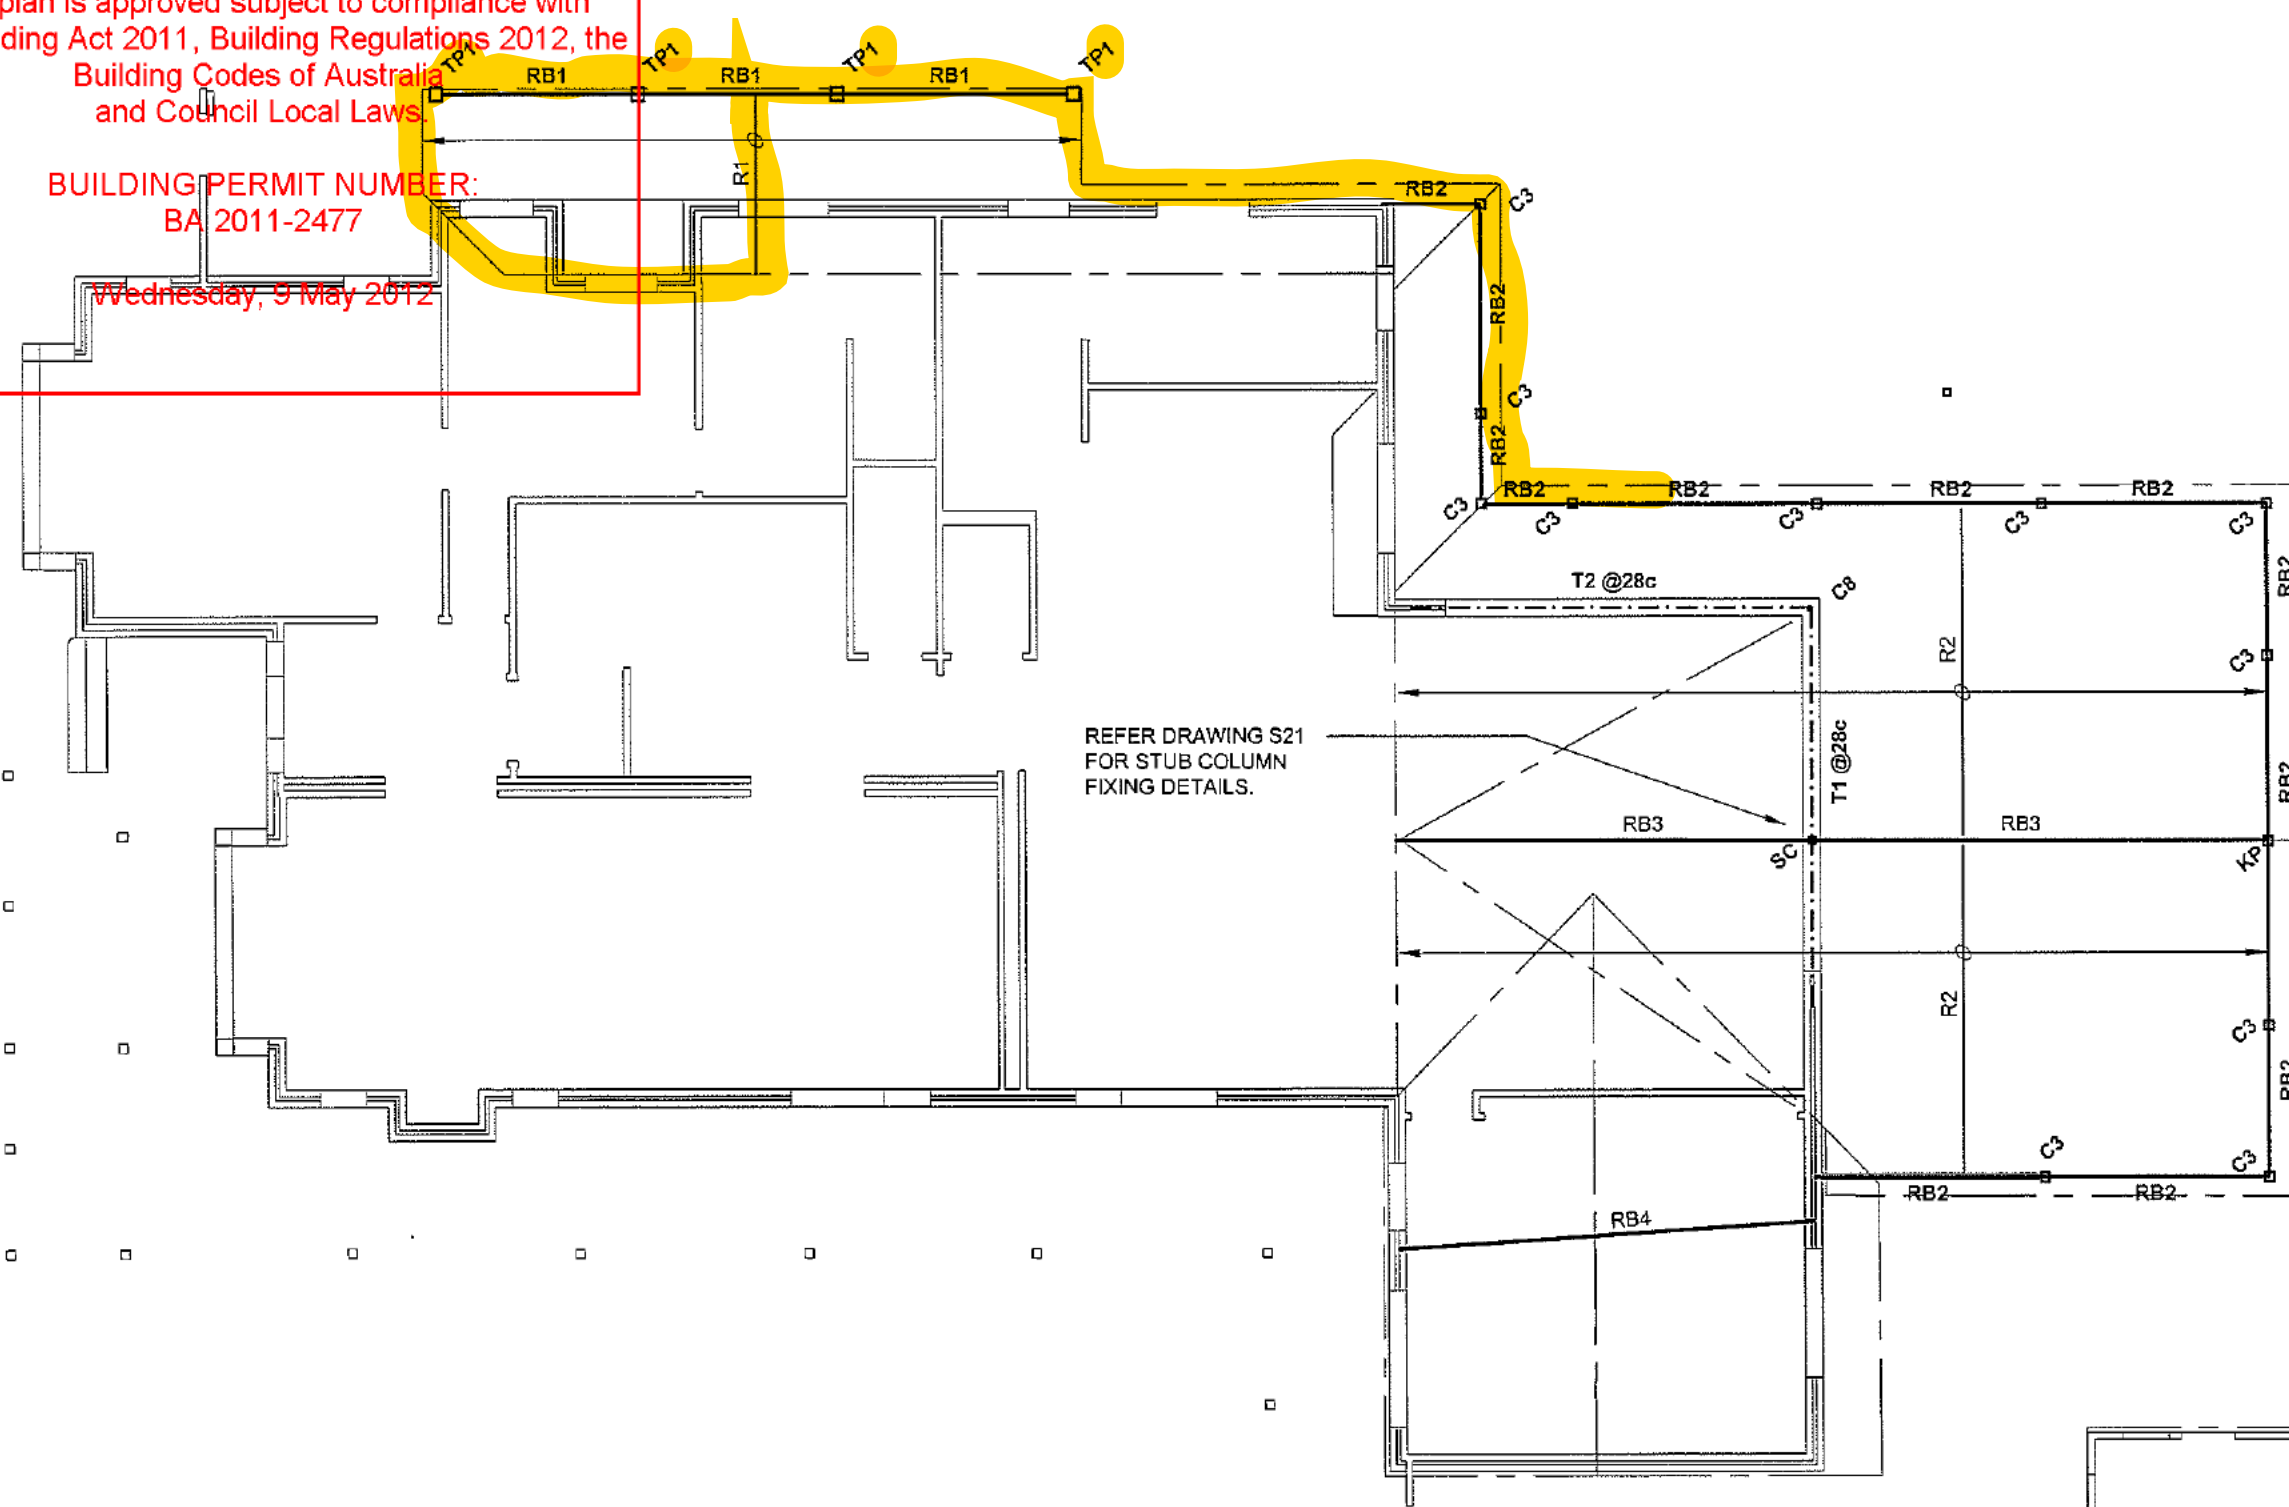 plan is approved subject to compliance with
ding Act 2011, Building Regulations 2012, the
Building Codes of Australia
and Council Local Laws.
BUILDING PERMIT NUMBER:
BA 2011-2477
Wednesday, 9 May 2012
TP1
TP1
TP1
TP1
RB1
RB1
RB1
R1
RB2
C3
RB2
C3
RB2
RB2
RB2
RB2
RB2
C3
C3
C3
C3
C3
T2 @28c
C8
RB2
R2
C3
REFER DRAWING S21
FOR STUB COLUMN
FIXING DETAILS.
T1 @28c
RB2
RB3
RB3
SC
KP
R2
C3
RB2
C3
C3
RB2
RB2
RB4